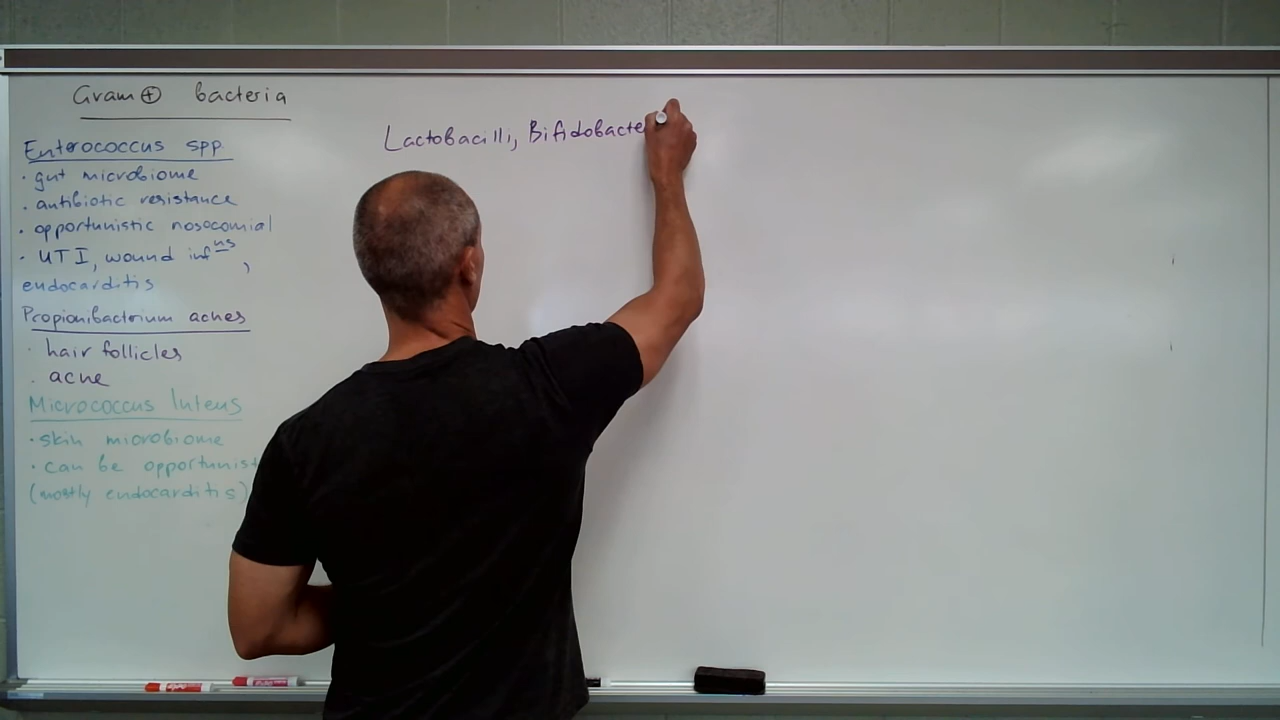 Gram ⊕ bacteria
Enterococcus spp.
· gut microbiome
· antibiotic resistance
· opportunistic nosocomial
· UTI, wound infns,
endocarditis
Propionibacterium acnes
· hair follicles
· acne
Micrococcus luteus
· skin microbiome
· can be opportunist
(mostly endocarditis)
Lactobacilli, Bifidobacte